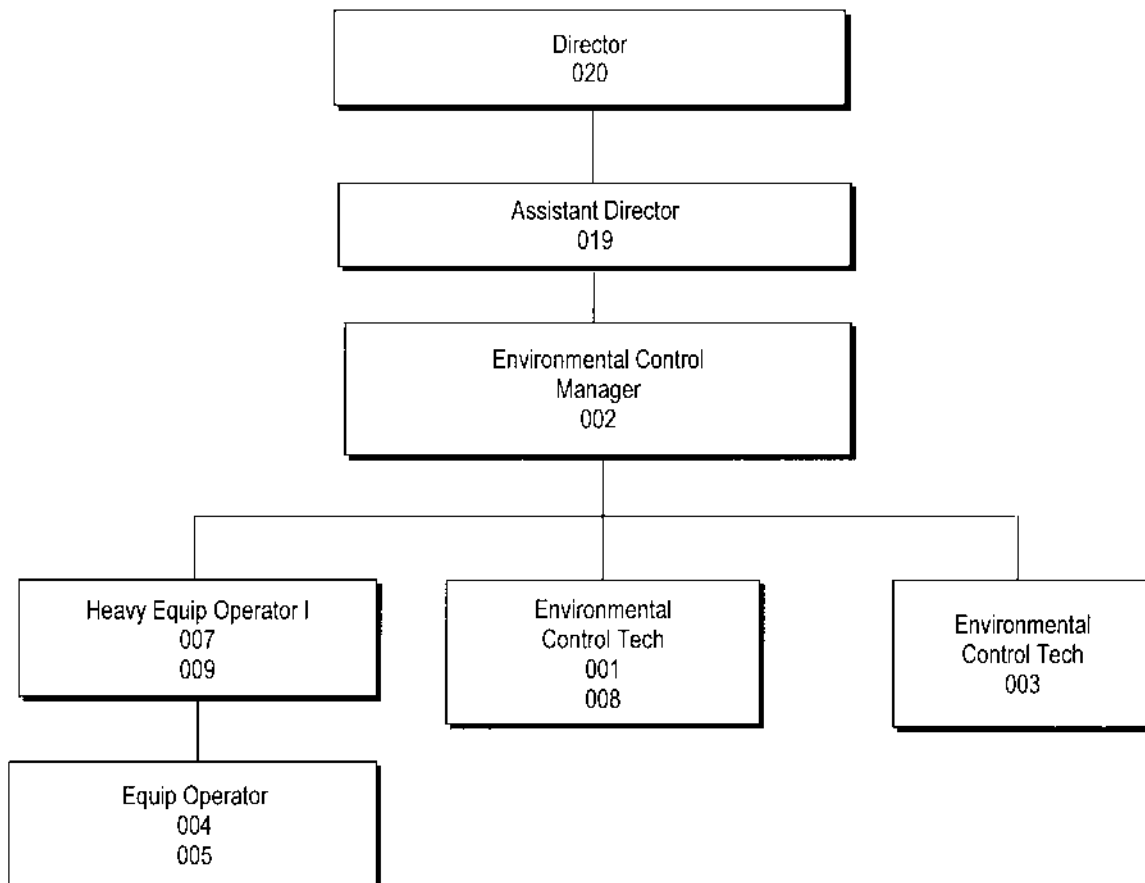 Director
020
Assistant Director
019
Environmental Control
Manager
002
Heavy Equip Operator I
007
009
Environmental
Control Tech
001
008
Environmental
Control Tech
003
Equip Operator
004
005